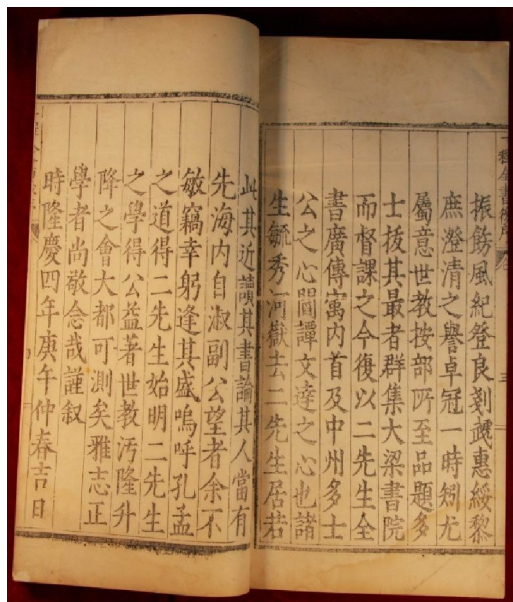 振飭風紀登良剗疵惠綏黎
庶澄清之譽卓冠一時矧尤
屬意世教按部所至品題多
士拔其最者群集大梁書院
而督課之今復以二先生全
書廣傳寓內首及中州多士
公之心聞譚文達之心也諸
生毓秀河嶽去二先生居若
此其近讀其書論其人當有
先海內自淑副公望者余不
敏竊幸躬逢其盛嗚呼孔孟
之道得二先生始明二先生
之學得公益著世教汚隆升
降之會大都可測矣雅志正
學者尚敬念哉謹叙
時隆慶四年庚午仲春吉日